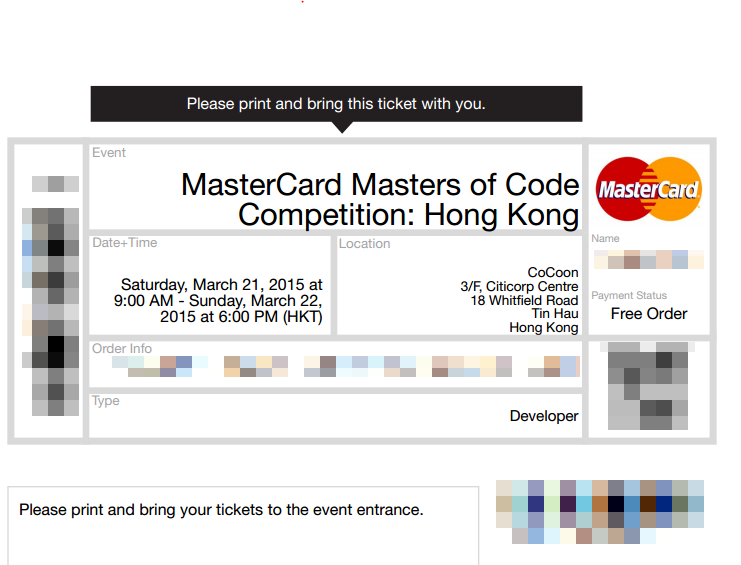 Please print and bring this ticket with you.
Event
MasterCard Masters of Code
Competition: Hong Kong
MasterCard
Date+Time
Saturday, March 21, 2015 at
9:00 AM - Sunday, March 22,
2015 at 6:00 PM (HKT)
Location
CoCoon
3/F, Citicorp Centre
18 Whitfield Road
Tin Hau
Hong Kong
Name
Payment Status
Free Order
Order Info
Type
Developer
Please print and bring your tickets to the event entrance.